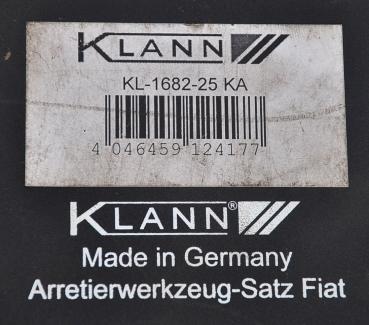 KLANN
KL-1682-25 KA
4 046459 124177
KLANN®
Made in Germany
Arretierwerkzeug-Satz Fiat